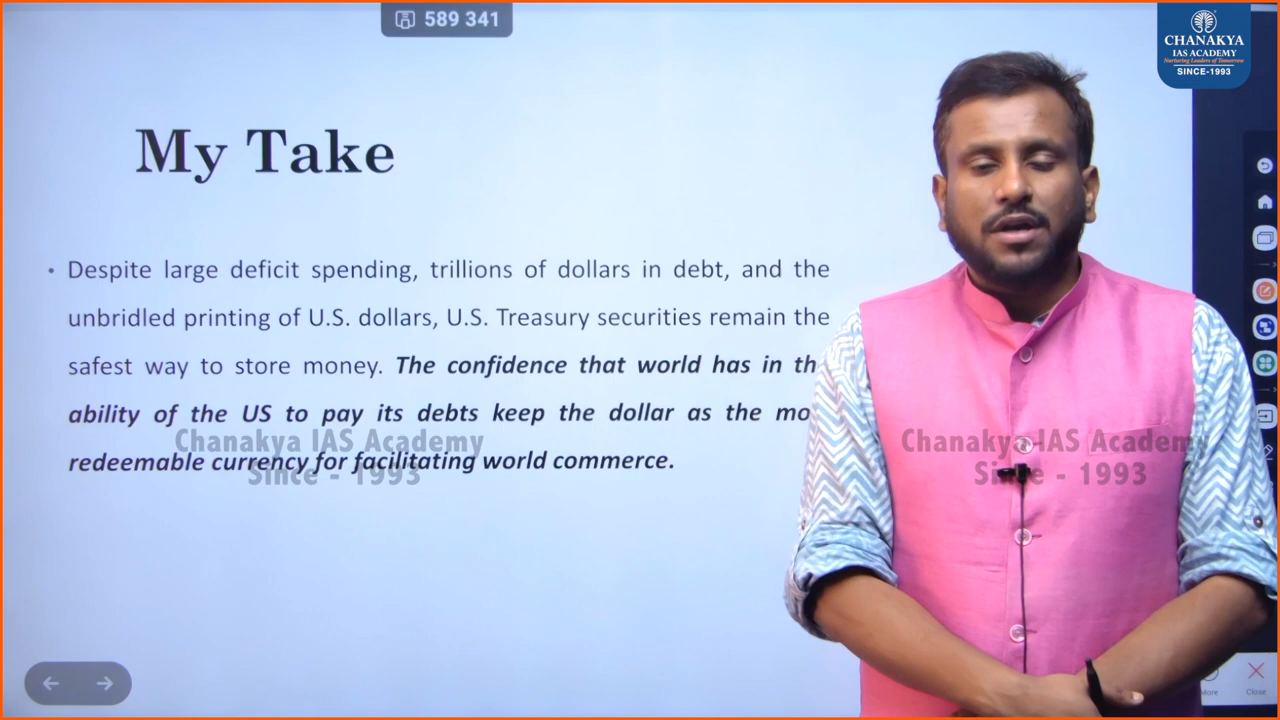 589 341
CHANAKYA
IAS ACADEMY
Nurturing Leaders of Tomorrow
SINCE-1993
My Take
• Despite large deficit spending, trillions of dollars in debt, and the
unbridled printing of U.S. dollars, U.S. Treasury securities remain the
safest way to store money. The confidence that world has in th
ability of the US to pay its debts keep the dollar as the mo
redeemable currency for facilitating world commerce.
Chanakya IAS Academy
Since - 1993
Chanakya IAS Academy
Since - 1993
More
Close